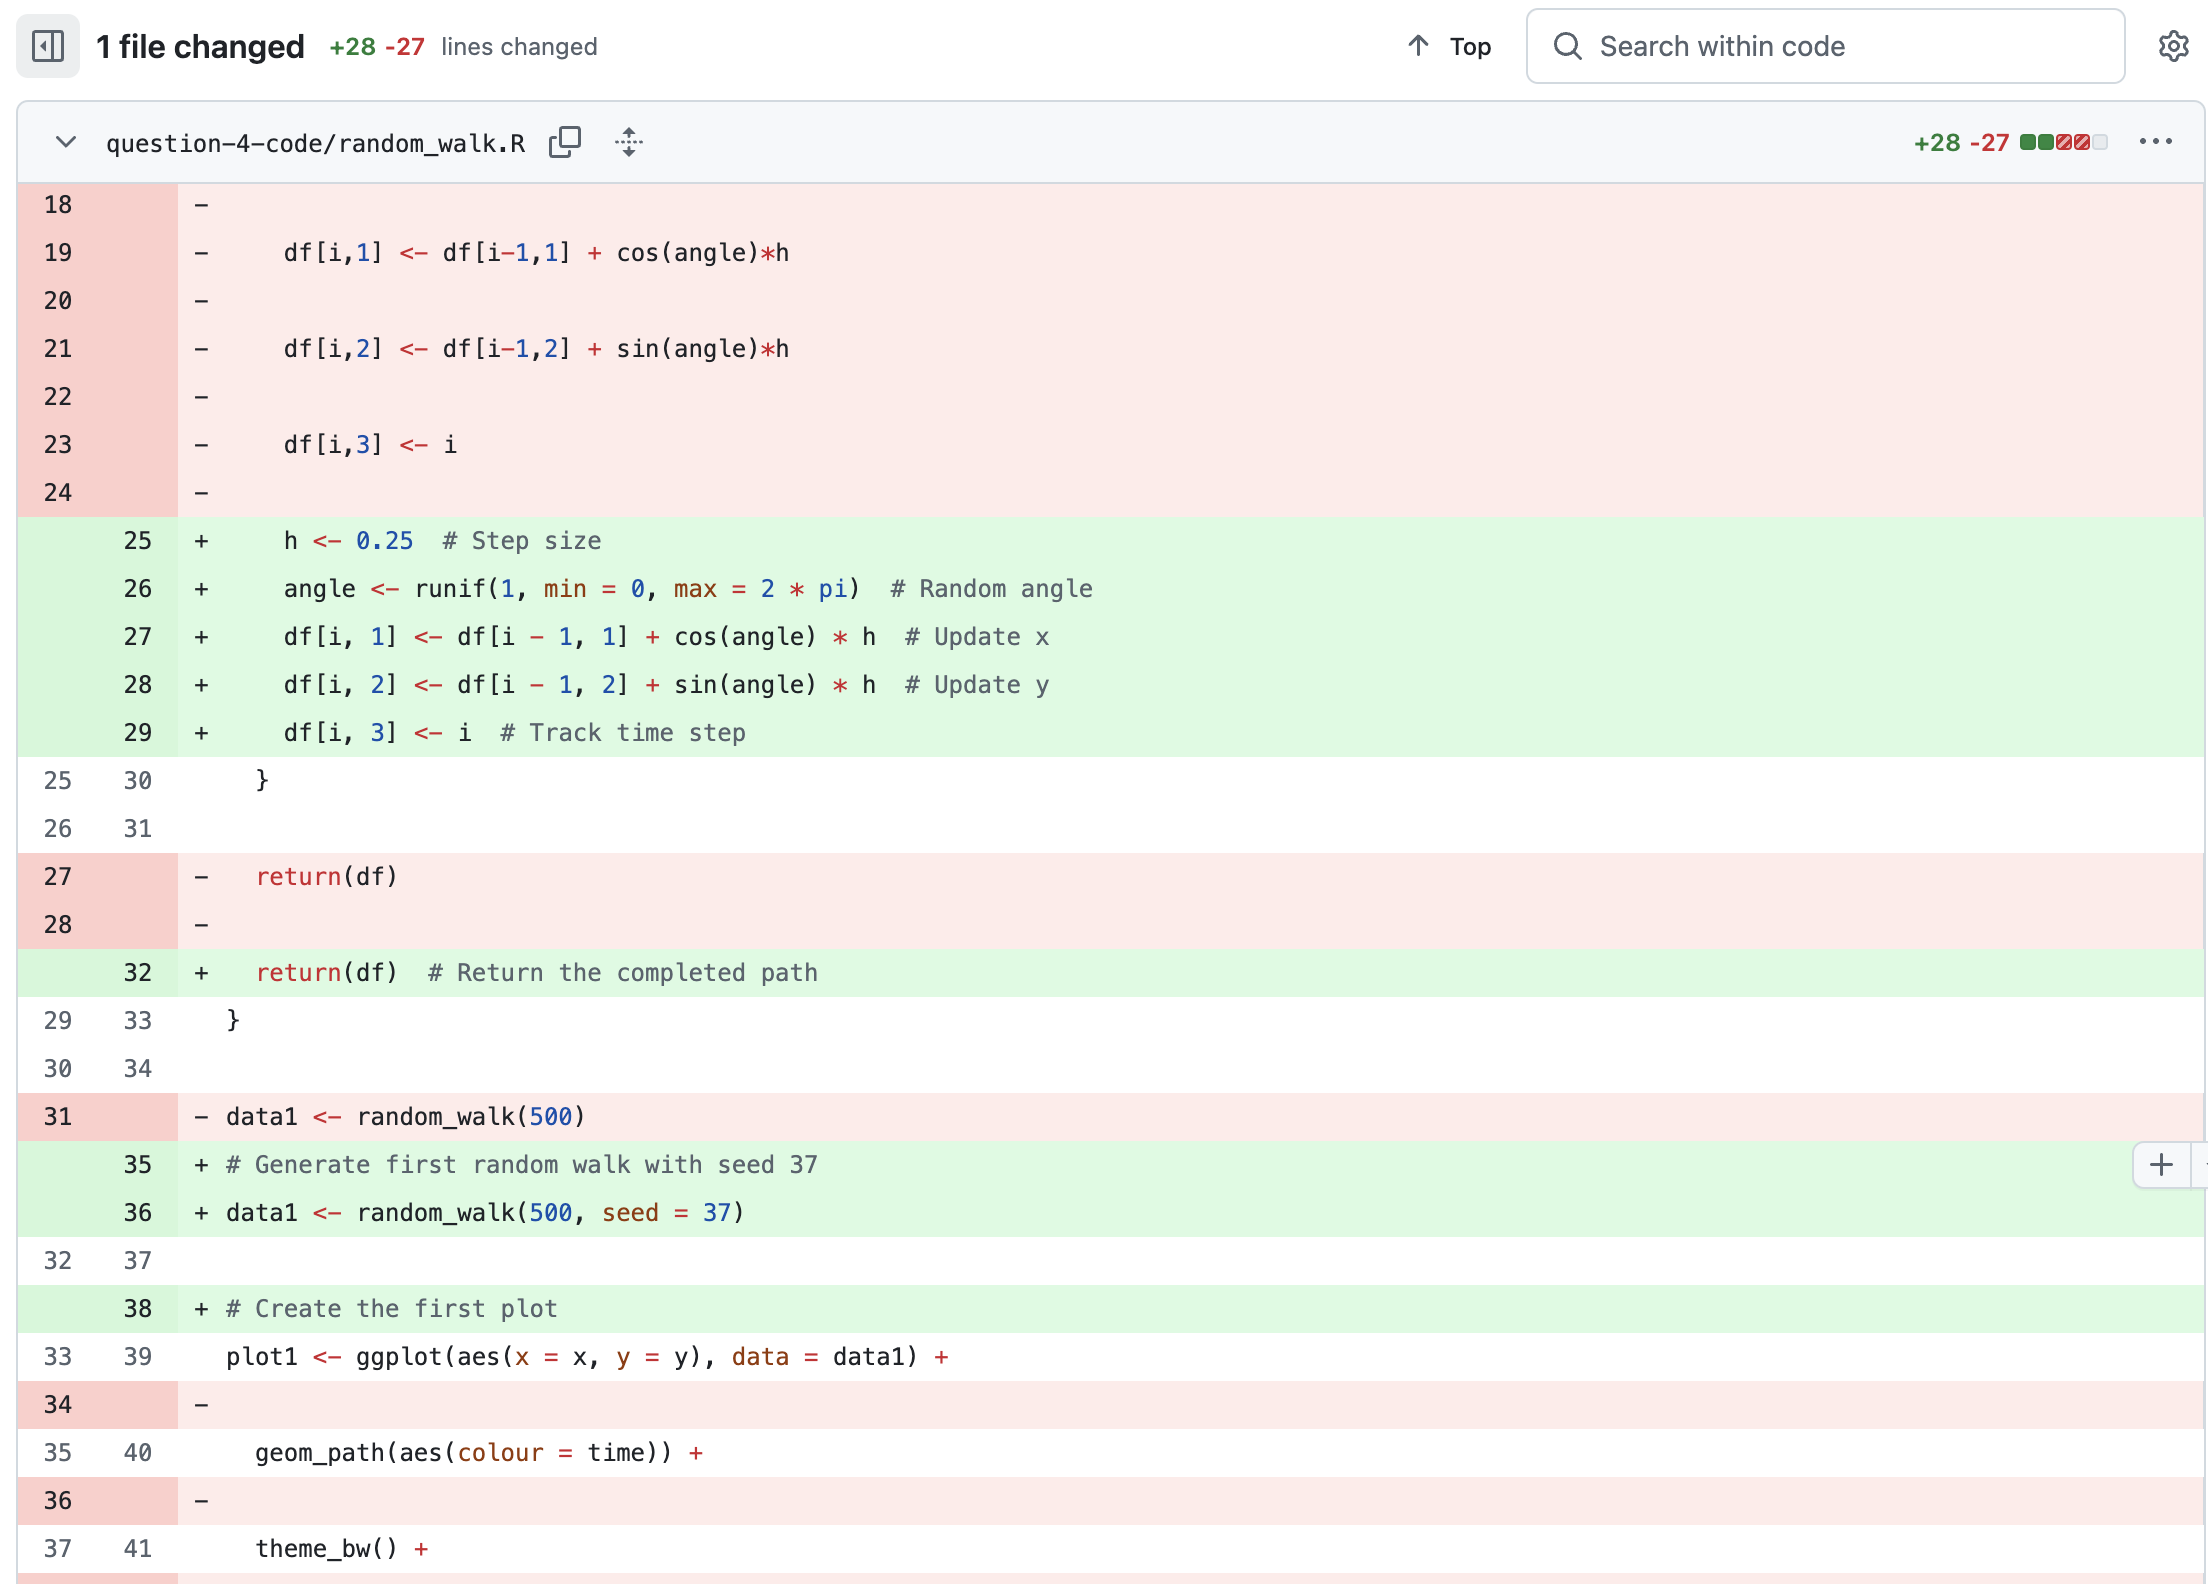 1 file changed +28 -27 lines changed Top Search within code
question-4-code/random_walk.R +28 -27
18 -
19 - df[i,1] <- df[i-1,1] + cos(angle)*h
20 -
21 - df[i,2] <- df[i-1,2] + sin(angle)*h
22 -
23 - df[i,3] <- i
24 -
25 + h <- 0.25  # Step size
26 + angle <- runif(1, min = 0, max = 2 * pi)  # Random angle
27 + df[i, 1] <- df[i - 1, 1] + cos(angle) * h  # Update x
28 + df[i, 2] <- df[i - 1, 2] + sin(angle) * h  # Update y
29 + df[i, 3] <- i  # Track time step
25 30 }
26 31
27 - return(df)
28 -
32 + return(df)  # Return the completed path
29 33 }
30 34
31 - data1 <- random_walk(500)
35 + # Generate first random walk with seed 37
36 + data1 <- random_walk(500, seed = 37)
32 37
38 + # Create the first plot
33 39 plot1 <- ggplot(aes(x = x, y = y), data = data1) +
34 -
35 40 geom_path(aes(colour = time)) +
36 -
37 41 theme_bw() +